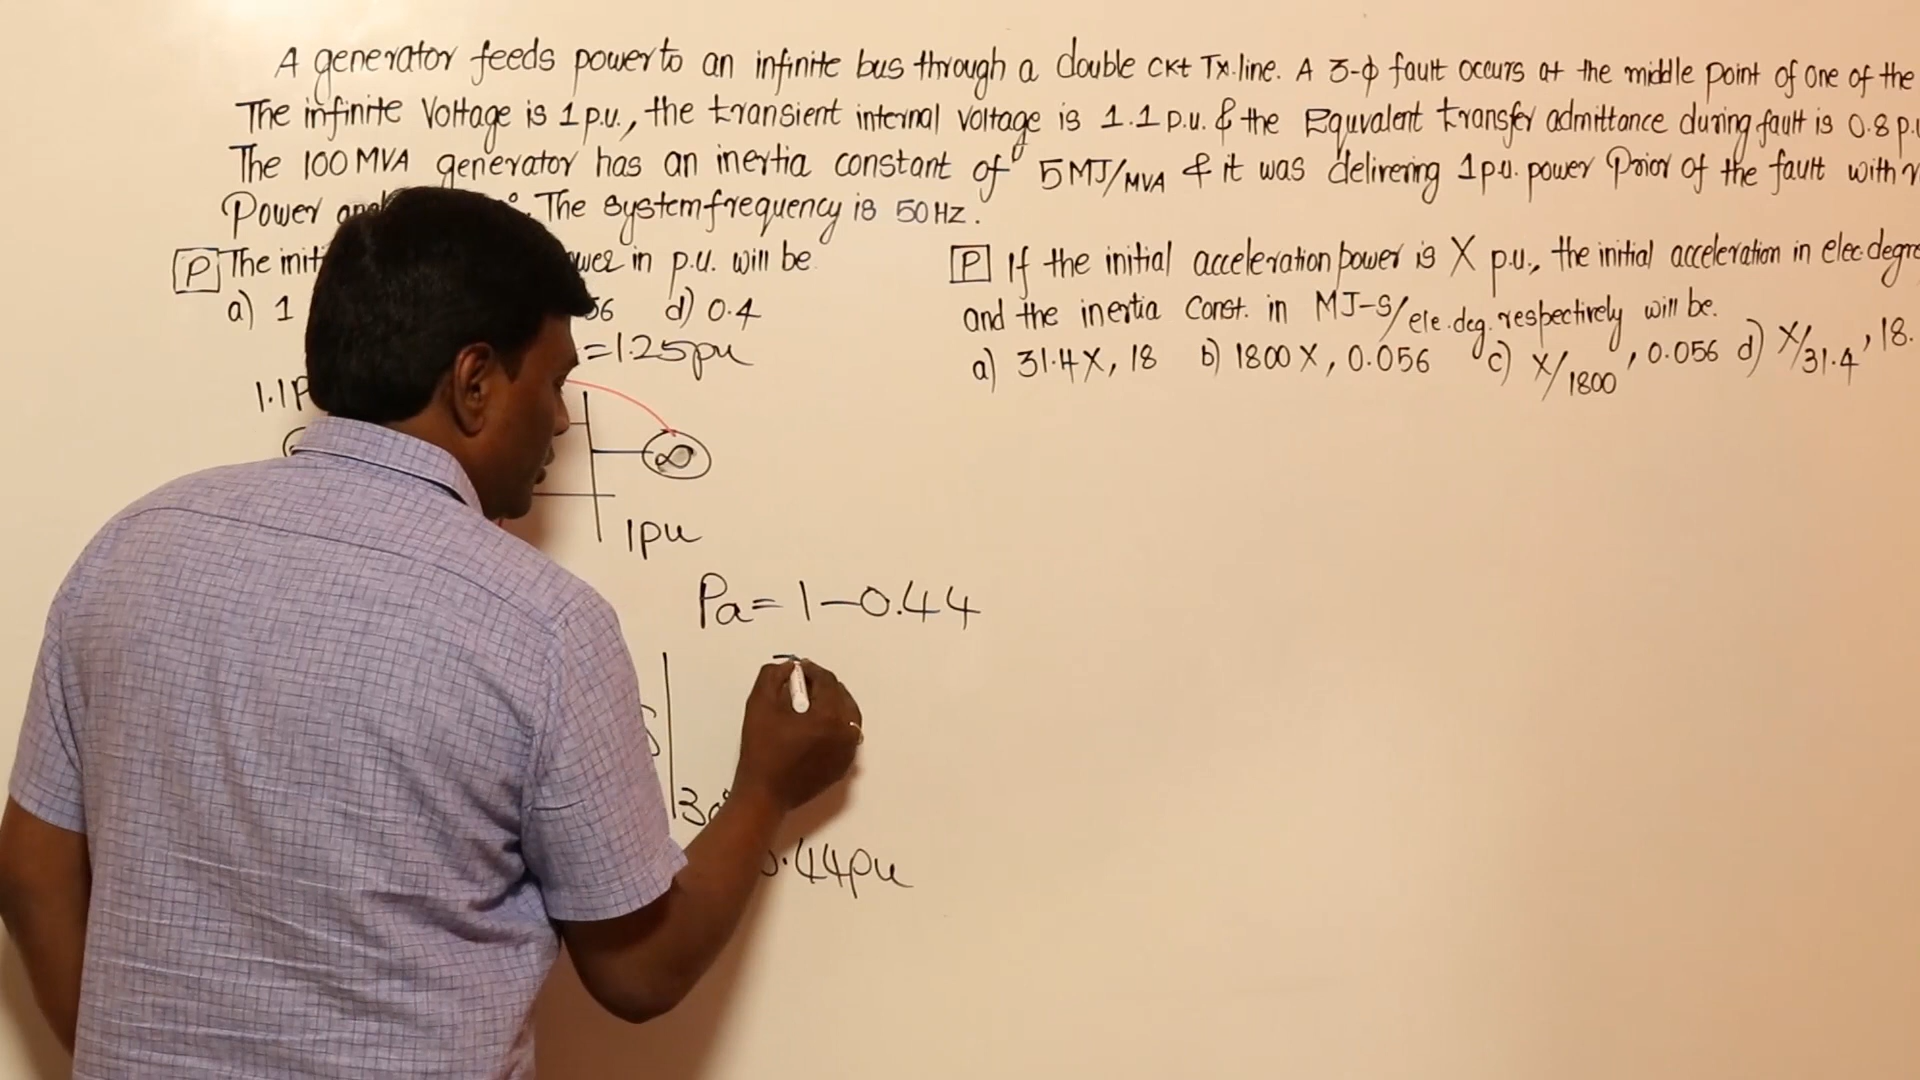 A generator feeds power to an infinite bus through a double ckt Tx.line. A 3-φ fault occurs at the middle point of one of the
The infinite Voltage is 1 p.u., the transient internal voltage is 1.1 p.u. & the Equvalent transfer admittance during fault is 0.8 p.u
The 100 MVA generator has an inertia constant of 5MJ/MVA & it was delivering 1 p.u. power Prior of the fault with
Power The system frequency is 50 Hz.
P The in p.u. will be
a) 1 56 d) 0.4
=1.25pu
1.1P
∞
1pu
Pa=1-0.44
0.44pu
P If the initial acceleration power is X p.u., the initial acceleration in elec.degre
and the inertia Const. in MJ-S/ele.deg. respectively will be.
a) 31.4X, 18 b) 1800X, 0.056 c) X/1800, 0.056 d) X/31.4, 18.